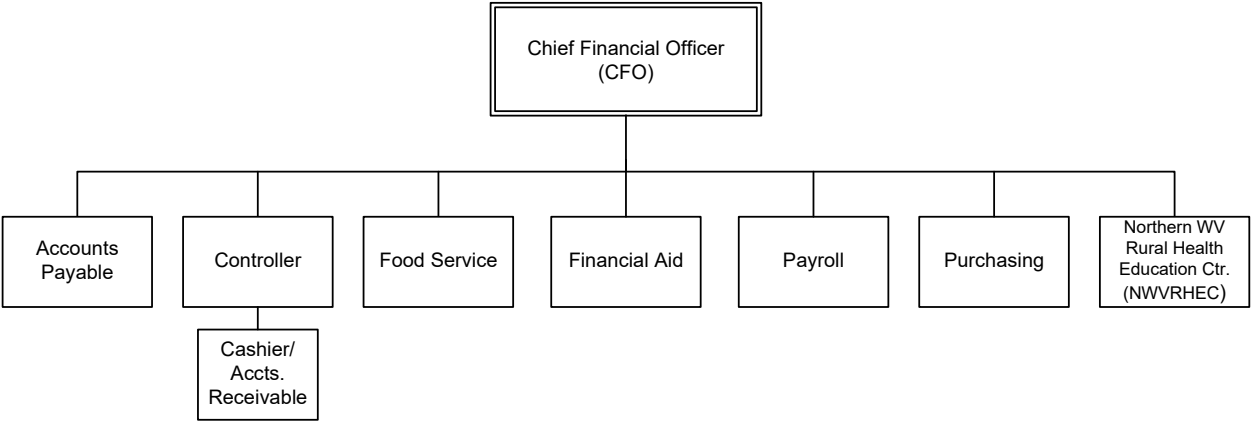 Chief Financial Officer
(CFO)
Accounts
Payable
Controller
Food Service
Financial Aid
Payroll
Purchasing
Northern WV
Rural Health
Education Ctr.
(NWVRHEC)
Cashier/
Accts.
Receivable